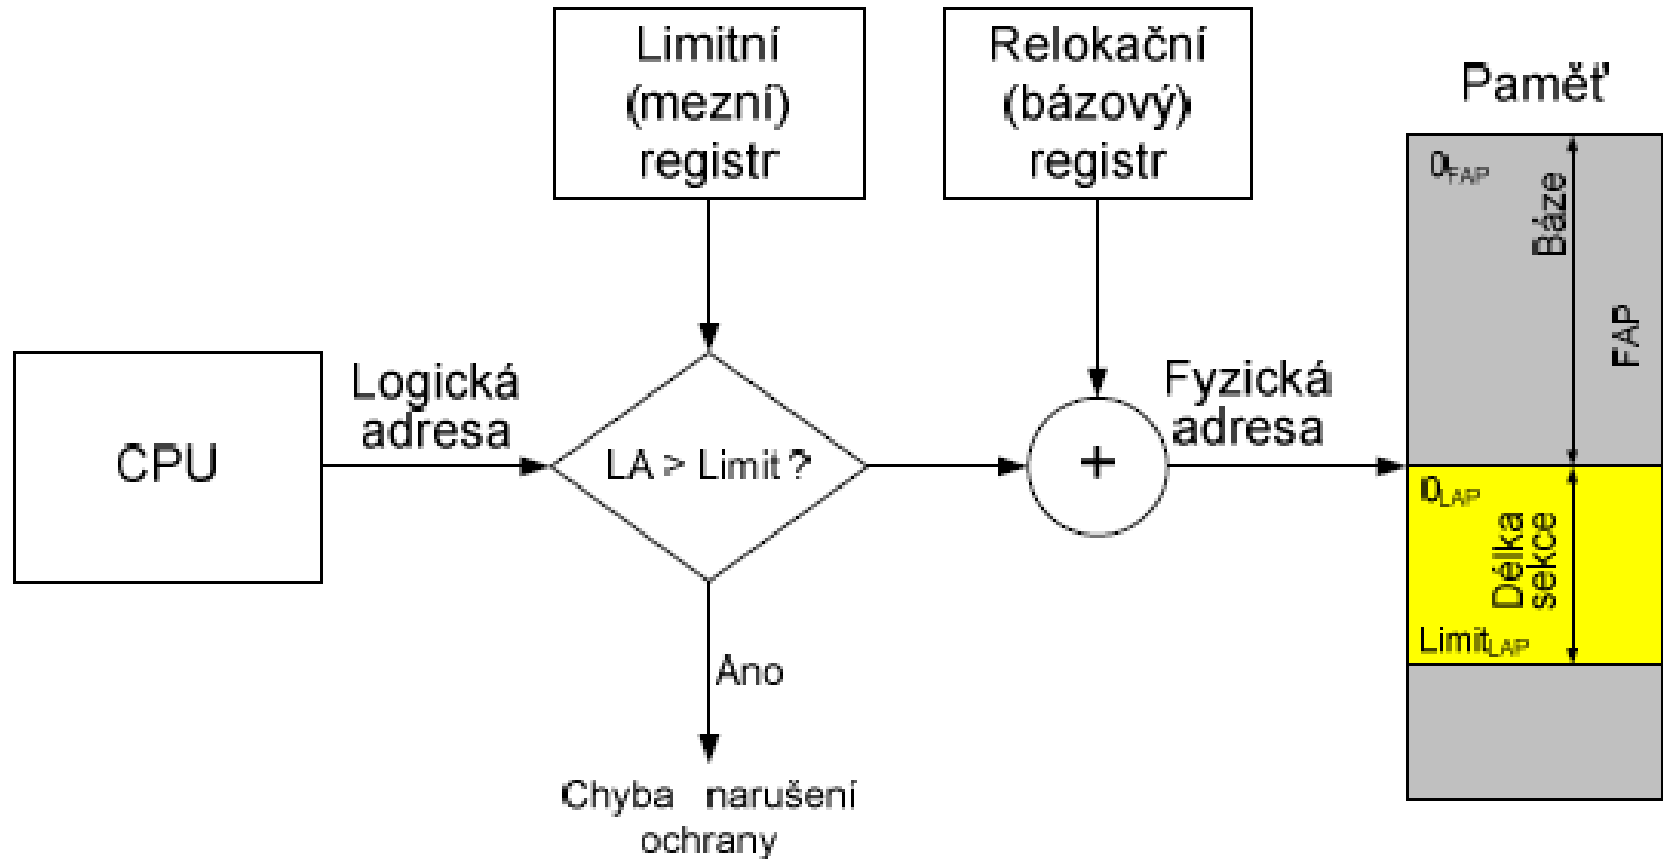 Limitní
(mezní)
registr
Relokační
(bázový)
registr
Paměť
0FAP
Báze
FAP
CPU
Logická
adresa
LA > Limit ?
+
Fyzická
adresa
0LAP
Délka
sekce
LimitLAP
Ano
Chyba narušení
ochrany